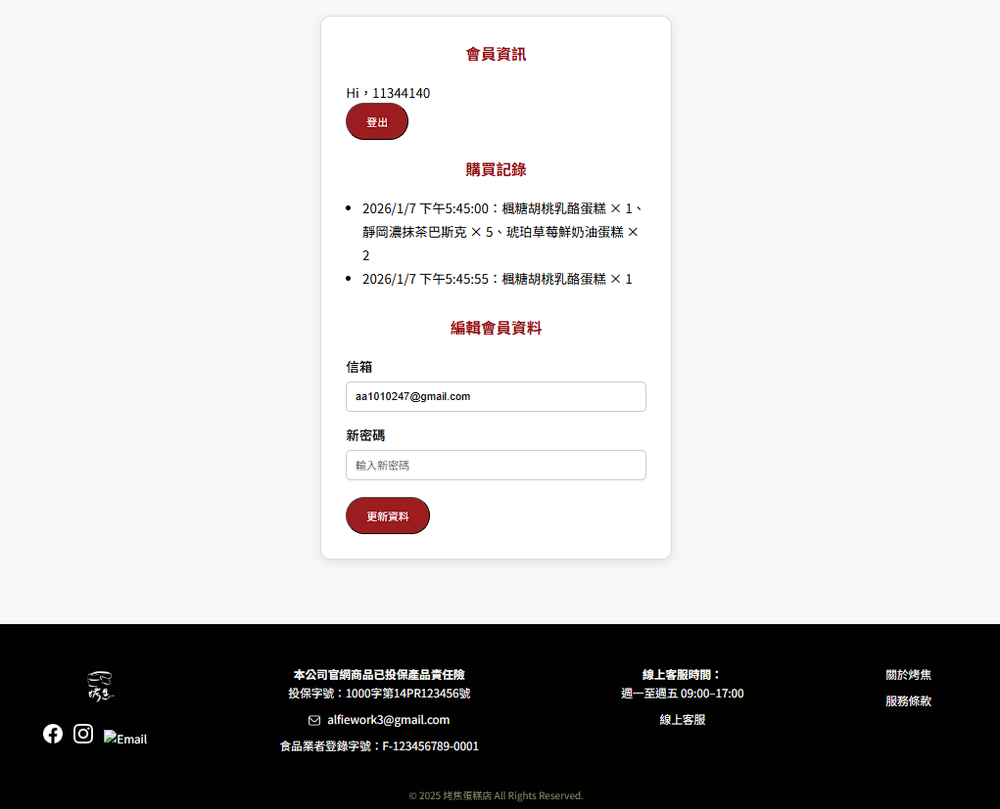 會員資訊
Hi，11344140
登出
購買記錄
2026/1/7 下午5:45:00：楓糖胡桃乳酪蛋糕 × 1、
靜岡濃抹茶巴斯克 × 5、琥珀草莓鮮奶油蛋糕 ×
2
2026/1/7 下午5:45:55：楓糖胡桃乳酪蛋糕 × 1
編輯會員資料
信箱
aa1010247@gmail.com
新密碼
輸入新密碼
更新資料
烤焦
Email
本公司官網商品已投保產品責任險
投保字號：1000字第14PR123456號
alfiework3@gmail.com
食品業者登錄字號：F-123456789-0001
線上客服時間：
週一至週五 09:00–17:00
線上客服
關於烤焦
服務條款
© 2025 烤焦蛋糕店 All Rights Reserved.